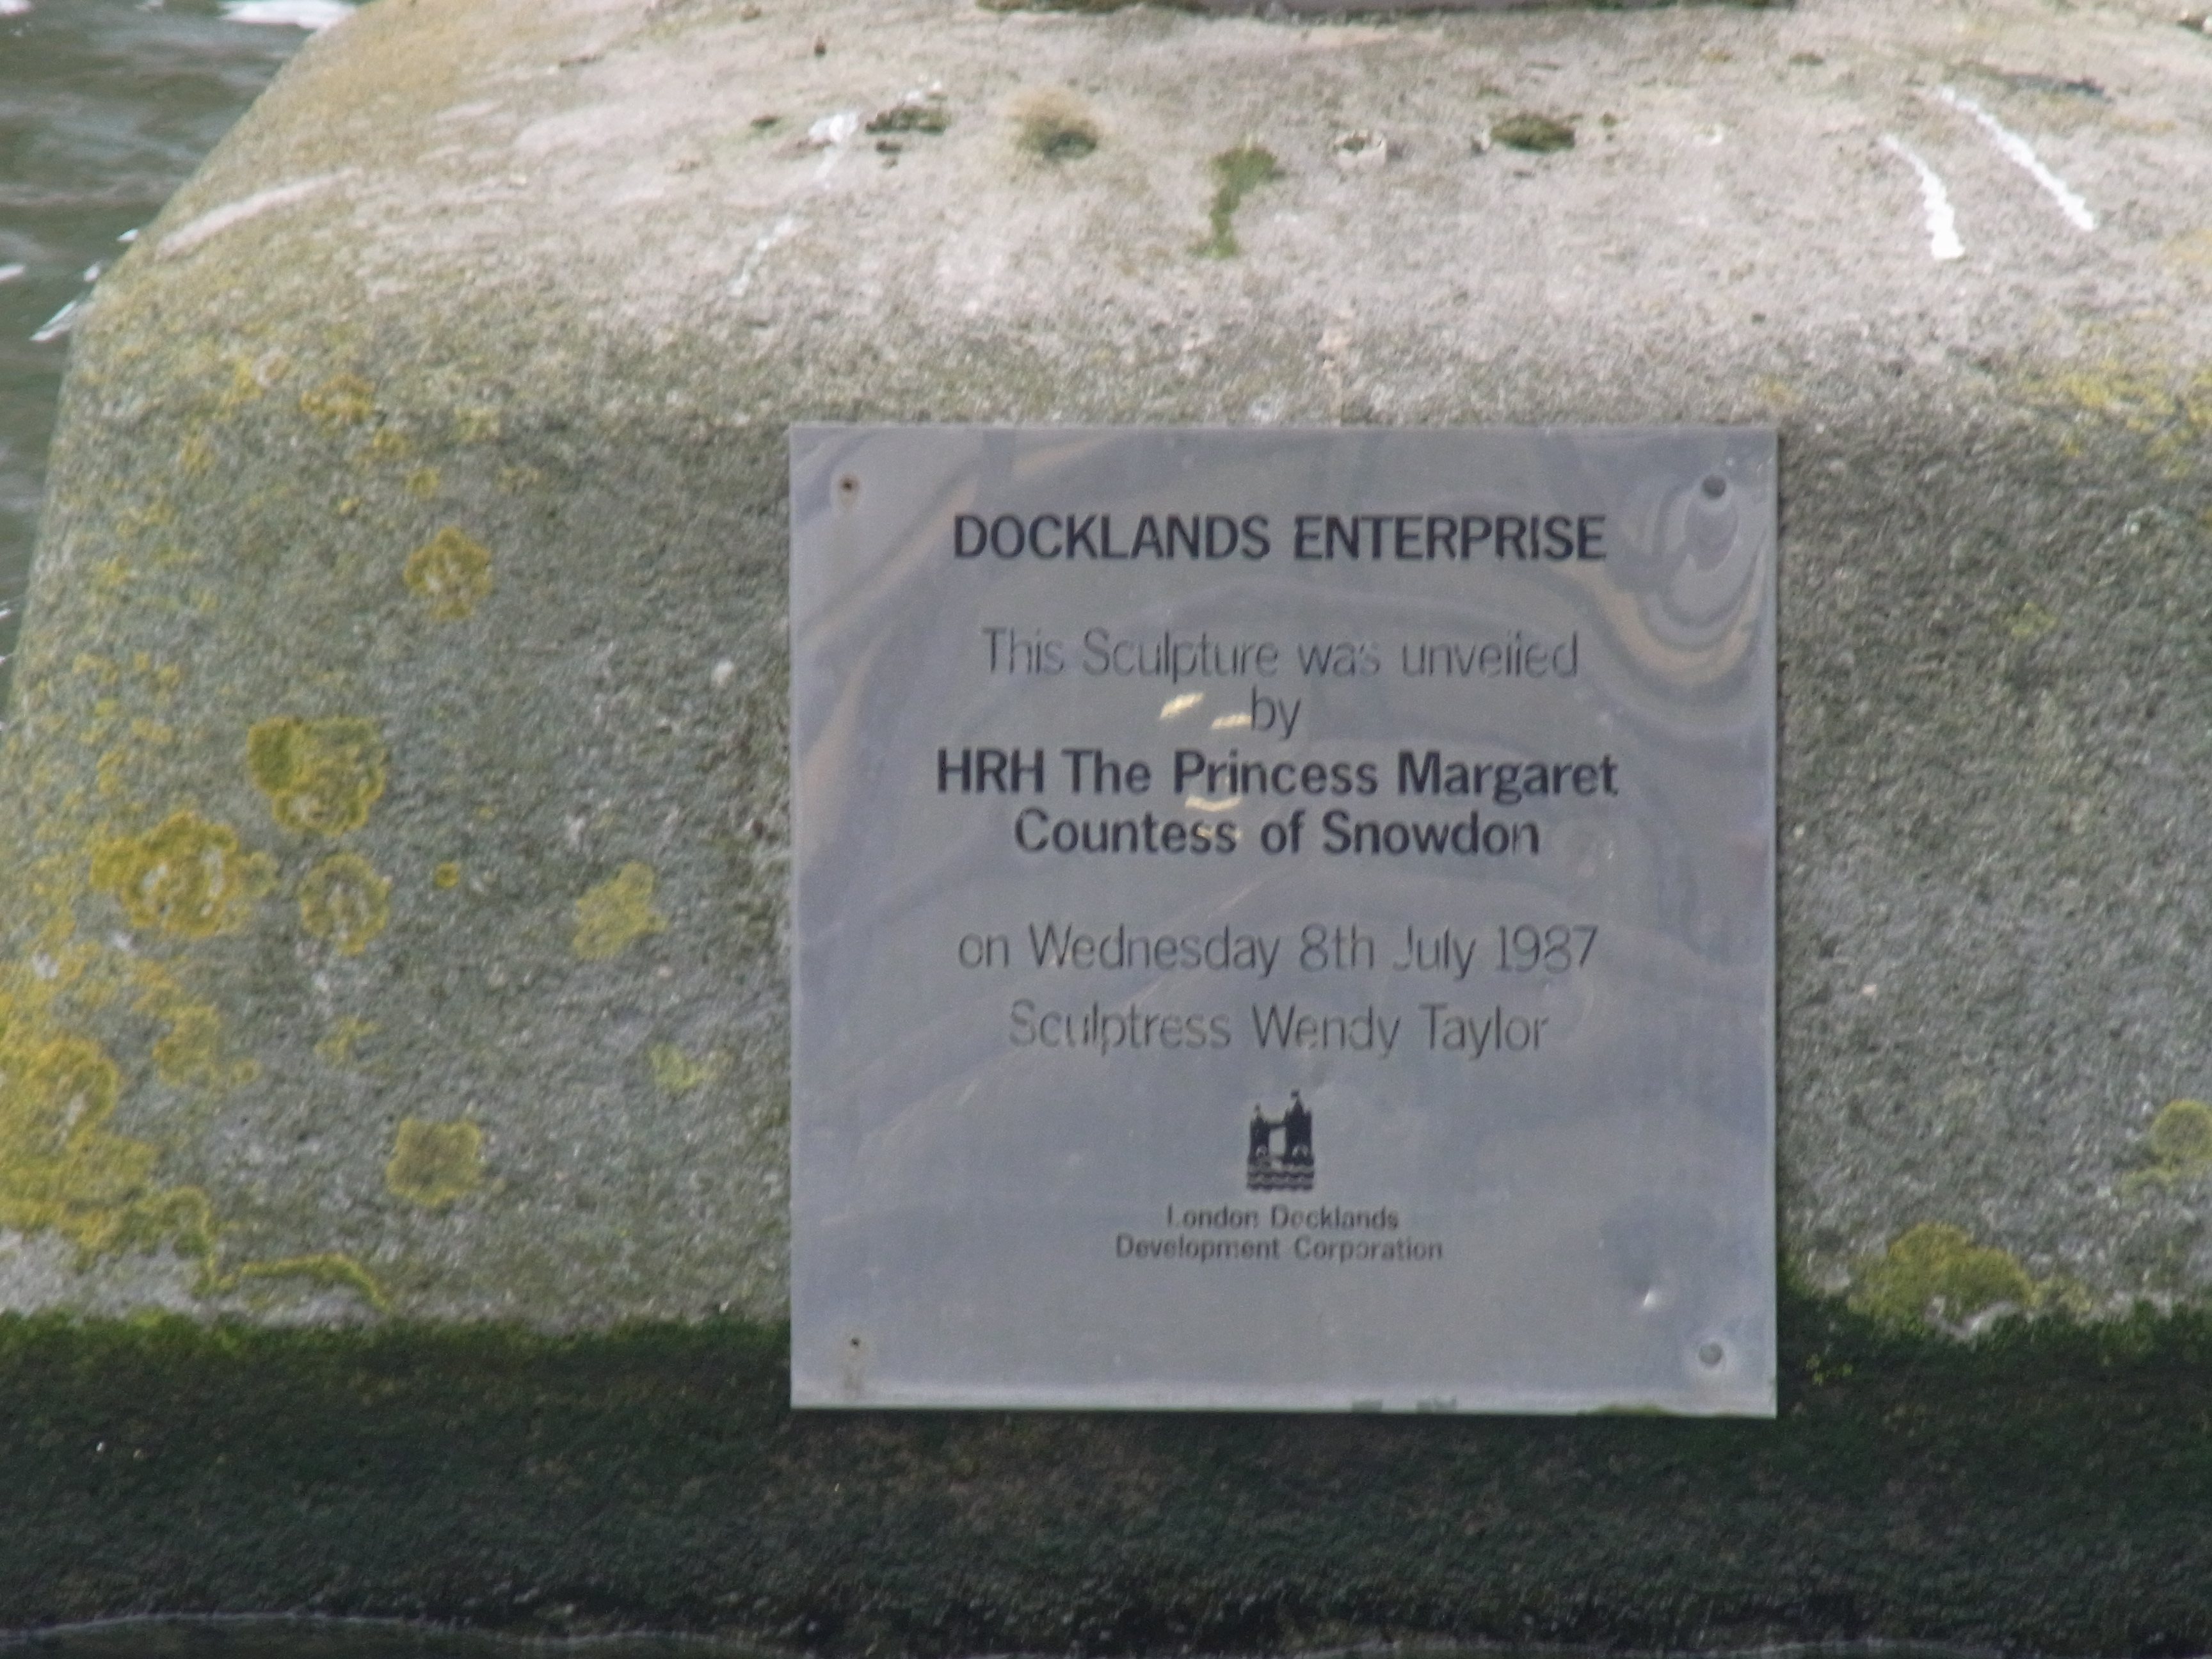 DOCKLANDS ENTERPRISE
This Sculpture was unveiled
by
HRH The Princess Margaret
Countess of Snowdon
on Wednesday 8th July 1987
Sculptress Wendy Taylor
London Docklands
Development Corporation